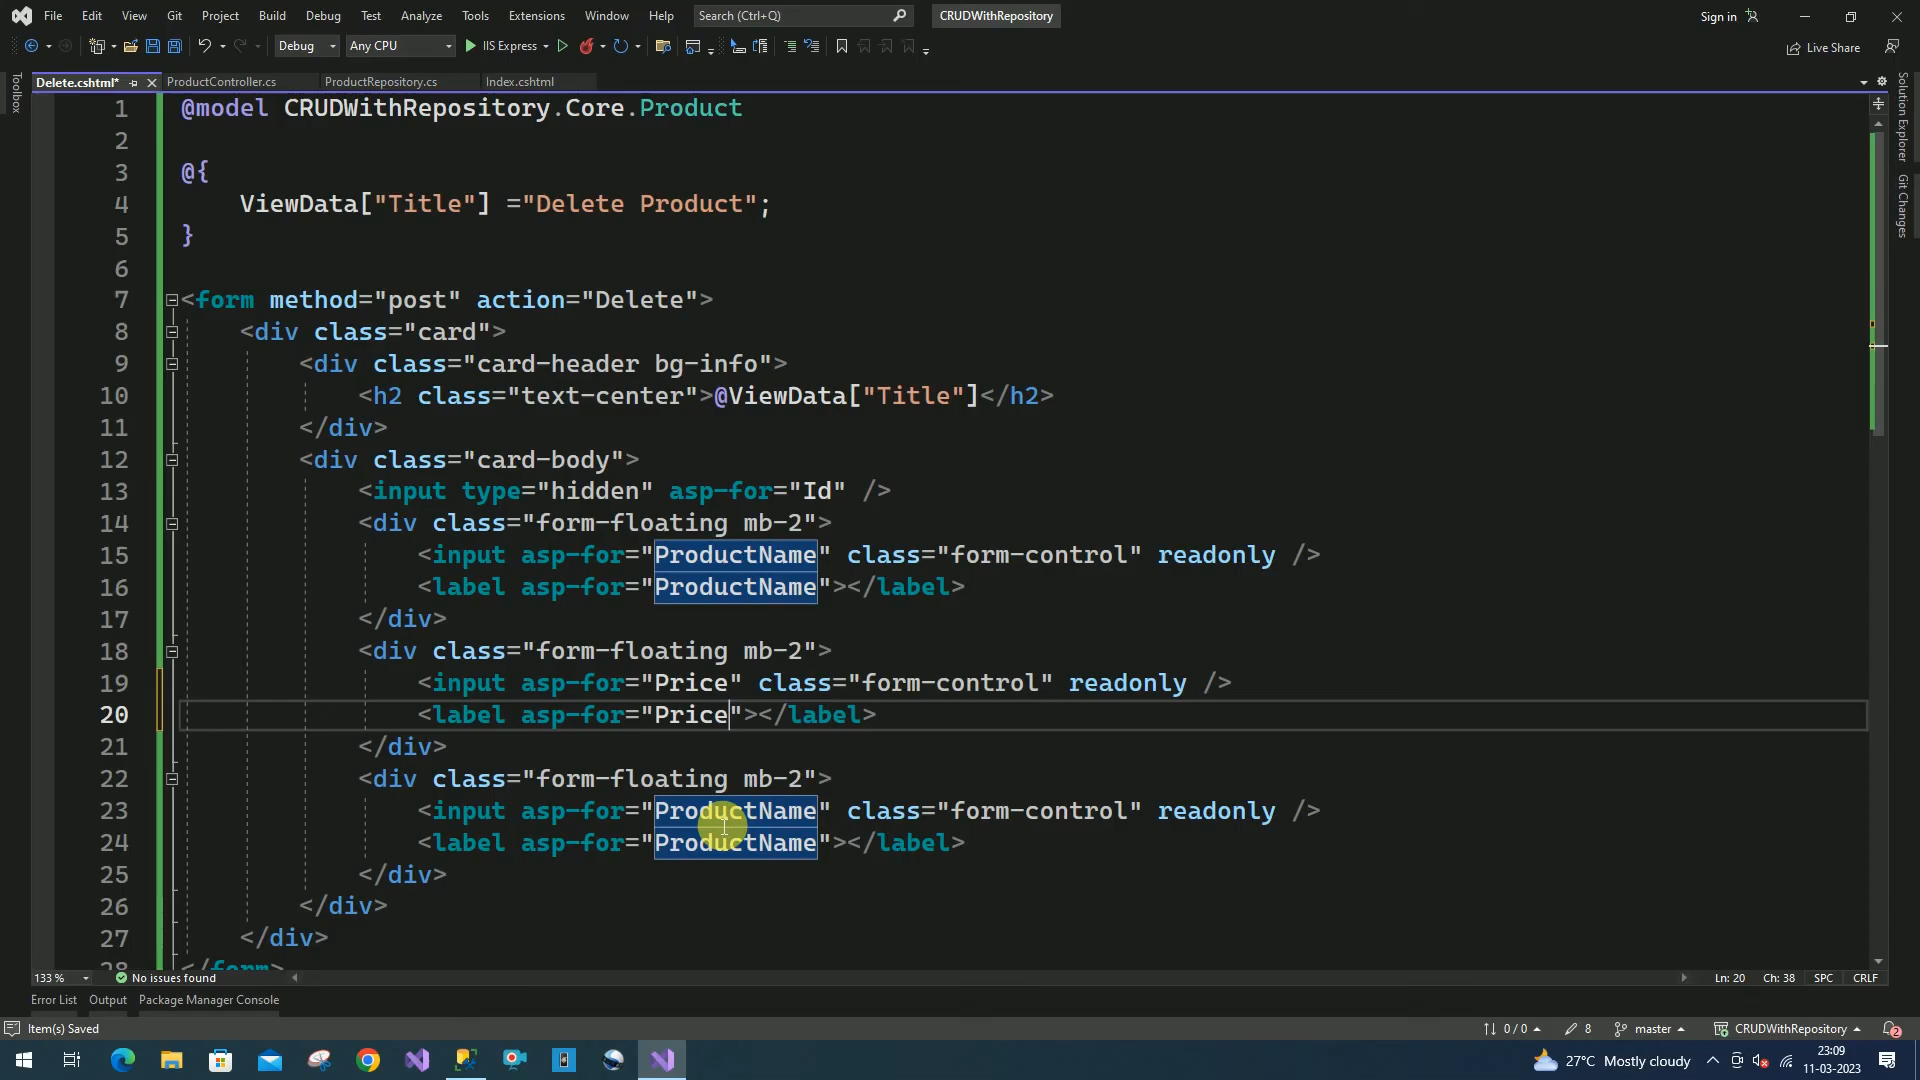 File Edit View Git Project Build Debug Test Analyze Tools Extensions Window Help Search (Ctrl+Q) CRUDWithRepository Sign in
Debug Any CPU IIS Express Live Share
Toolbox
Delete.cshtml* ProductController.cs ProductRepository.cs Index.cshtml
Solution Explorer
Git Changes
1 @model CRUDWithRepository.Core.Product
2
3 @{
4 ViewData["Title"] ="Delete Product";
5 }
6
7 <form method="post" action="Delete">
8 <div class="card">
9 <div class="card-header bg-info">
10 <h2 class="text-center">@ViewData["Title"]</h2>
11 </div>
12 <div class="card-body">
13 <input type="hidden" asp-for="Id" />
14 <div class="form-floating mb-2">
15 <input asp-for="ProductName" class="form-control" readonly />
16 <label asp-for="ProductName"></label>
17 </div>
18 <div class="form-floating mb-2">
19 <input asp-for="Price" class="form-control" readonly />
20 <label asp-for="Price"></label>
21 </div>
22 <div class="form-floating mb-2">
23 <input asp-for="ProductName" class="form-control" readonly />
24 <label asp-for="ProductName"></label>
25 </div>
26 </div>
27 </div>
28 </form>
133 % No issues found Ln: 20 Ch: 38 SPC CRLF
Error List Output Package Manager Console
Item(s) Saved 0 / 0 8 master CRUDWithRepository 2
27°C Mostly cloudy 23:09
11-03-2023